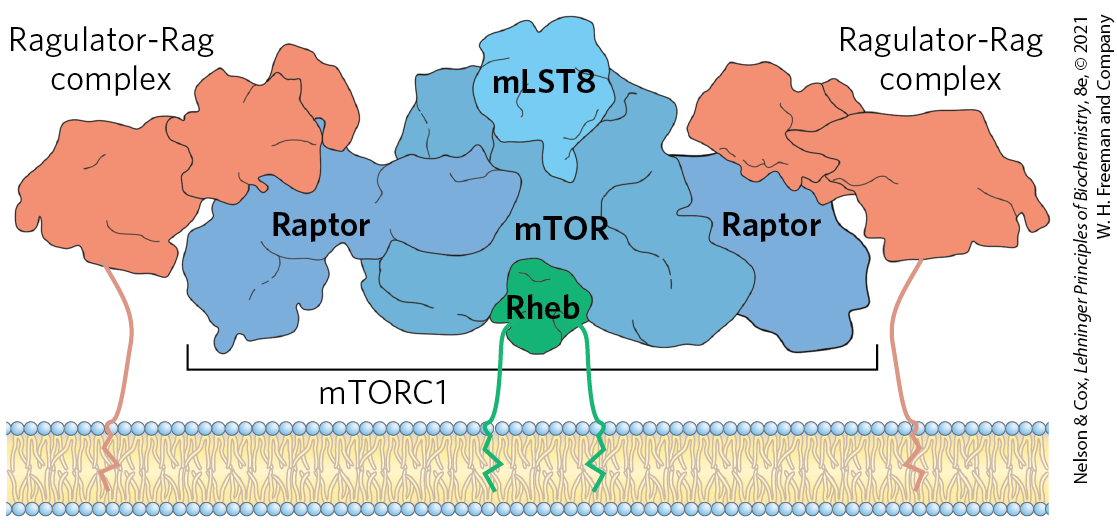 Ragulator-Rag
complex
mLST8
Ragulator-Rag
complex
Raptor
mTOR
Raptor
Rheb
mTORC1
Nelson & Cox, Lehninger Principles of Biochemistry, 8e, © 2021
W. H. Freeman and Company